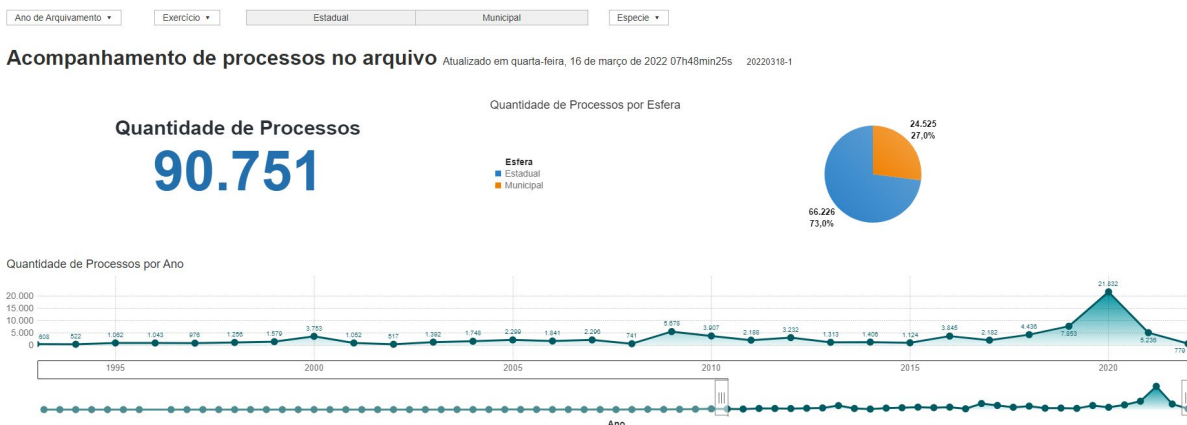 Ano de Arquivamento ▾ Exercício ▾ Estadual Municipal Especie ▾
Acompanhamento de processos no arquivo Atualizado em quarta-feira, 16 de março de 2022 07h48min25s 20220318-1
Quantidade de Processos
90.751
Quantidade de Processos por Esfera
Esfera
Estadual
Municipal
24.525
27,0%
66.226
73,0%
Quantidade de Processos por Ano
20.000
15.000
10.000
5.000
0
608 522 1.062 1.043 976 1.256 1.579 3.753 1.052 517 1.392 1.748 2.299 1.841 2.296 741 5.678 3.907 2.188 3.232 1.313 1.406 1.124 3.845 2.182 4.436 7.853 21.832 5.236 779
1995 2000 2005 2010 2015 2020
Ano